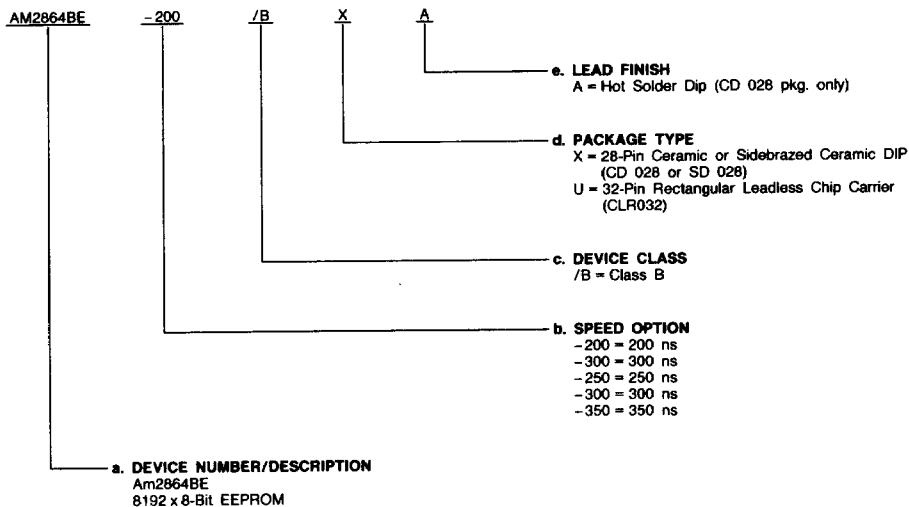 AM2864BE -200 /B X A
e. LEAD FINISH
A = Hot Solder Dip (CD 028 pkg. only)
d. PACKAGE TYPE
X = 28-Pin Ceramic or Sidebrazed Ceramic DIP
(CD 028 or SD 028)
U = 32-Pin Rectangular Leadless Chip Carrier
(CLR032)
c. DEVICE CLASS
/B = Class B
b. SPEED OPTION
-200 = 200 ns
-300 = 300 ns
-250 = 250 ns
-300 = 300 ns
-350 = 350 ns
a. DEVICE NUMBER/DESCRIPTION
Am2864BE
8192 x 8-Bit EEPROM